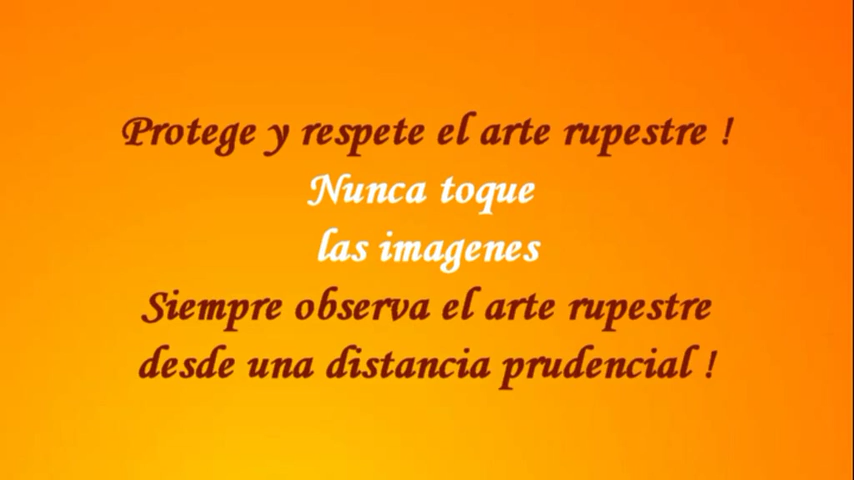 Protege y respete el arte rupestre !
Nunca toque
las imagenes
Siempre observa el arte rupestre
desde una distancia prudencial !